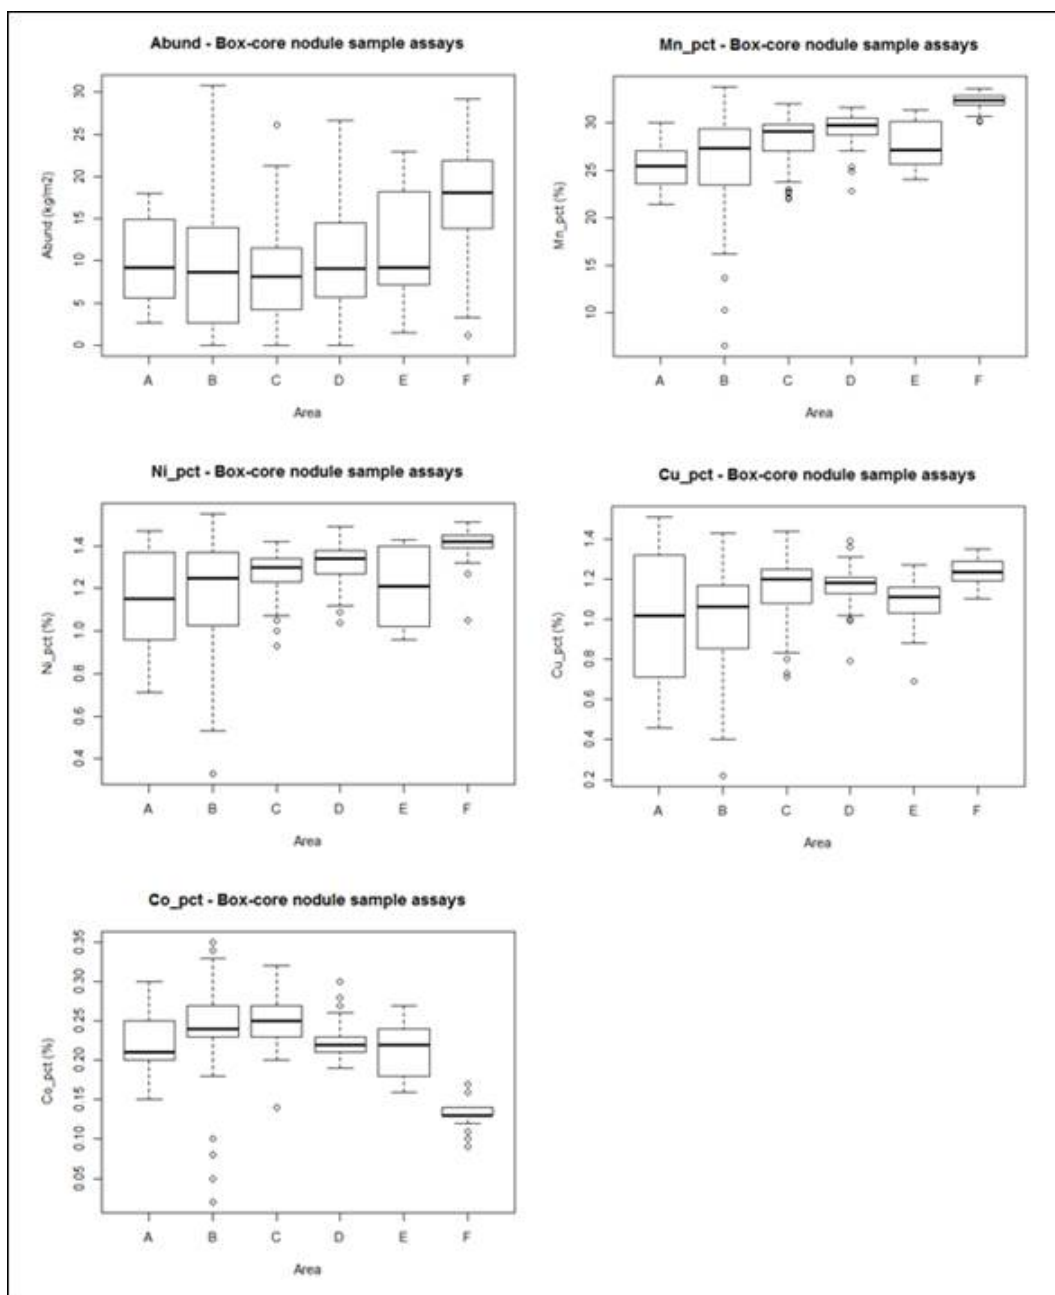 Abund - Box-core nodule sample assays
Abund (kg/m2)
30
25
20
15
10
5
0
A B C D E F
Area
Mn_pct - Box-core nodule sample assays
Mn_pct (%)
30
25
20
15
10
A B C D E F
Area
Ni_pct - Box-core nodule sample assays
Ni_pct (%)
1.4
1.2
1.0
0.8
0.6
0.4
A B C D E F
Area
Cu_pct - Box-core nodule sample assays
Cu_pct (%)
1.4
1.2
1.0
0.8
0.6
0.4
0.2
A B C D E F
Area
Co_pct - Box-core nodule sample assays
Co_pct (%)
0.35
0.30
0.25
0.20
0.15
0.10
0.05
A B C D E F
Area